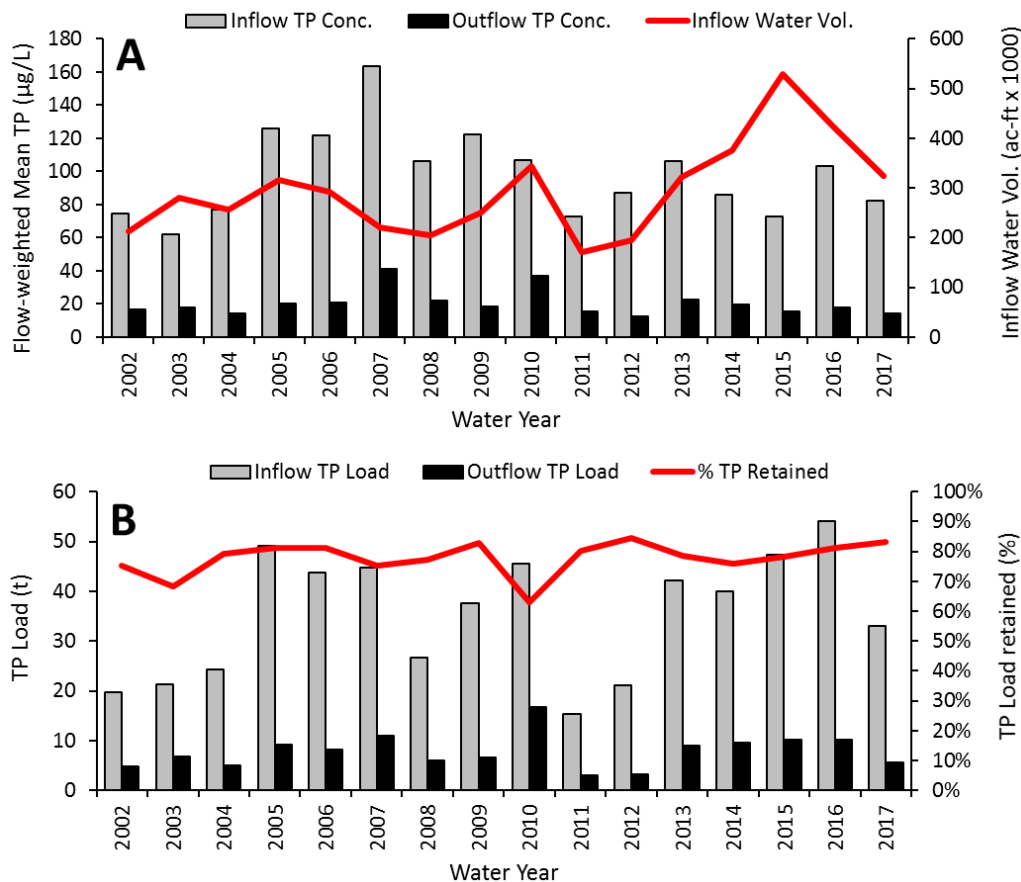 Inflow TP Conc. Outflow TP Conc. Inflow Water Vol.
A
Flow-weighted Mean TP (µg/L)
180
160
140
120
100
80
60
40
20
0
600
500
400
300
200
100
0
Inflow Water Vol. (ac-ft x 1000)
2002 2003 2004 2005 2006 2007 2008 2009 2010 2011 2012 2013 2014 2015 2016 2017
Water Year
Inflow TP Load Outflow TP Load % TP Retained
B
TP Load (t)
60
50
40
30
20
10
0
100%
90%
80%
70%
60%
50%
40%
30%
20%
10%
0%
TP Load retained (%)
2002 2003 2004 2005 2006 2007 2008 2009 2010 2011 2012 2013 2014 2015 2016 2017
Water Year